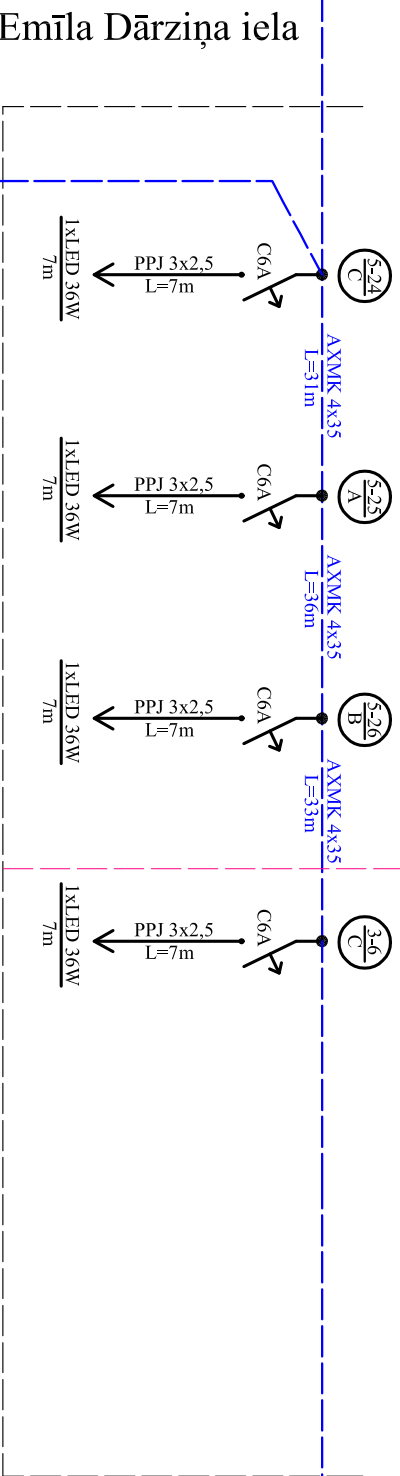 Emīla Dārziņa iela
5-24
C
C6A
PPJ 3x2,5
L=7m
1xLED 36W
7m
AXMK 4x35
L=31m
5-25
A
C6A
PPJ 3x2,5
L=7m
1xLED 36W
7m
AXMK 4x35
L=36m
5-26
B
C6A
PPJ 3x2,5
L=7m
1xLED 36W
7m
AXMK 4x35
L=33m
3-6
C
C6A
PPJ 3x2,5
L=7m
1xLED 36W
7m